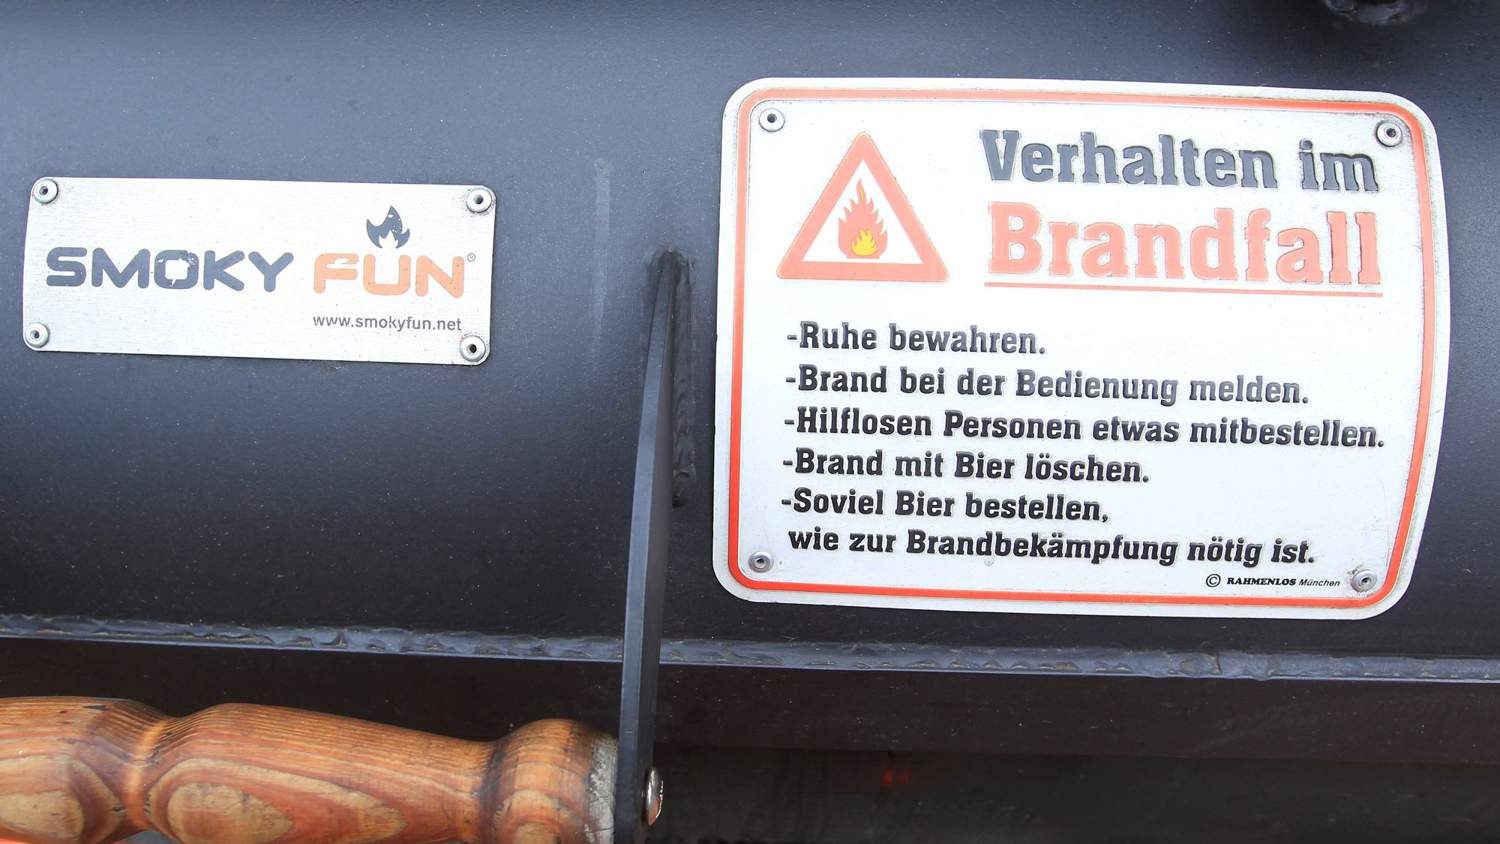 SMOKY FUN®
www.smokyfun.net
Verhalten im
Brandfall
-Ruhe bewahren.
-Brand bei der Bedienung melden.
-Hilflosen Personen etwas mitbestellen.
-Brand mit Bier löschen.
-Soviel Bier bestellen,
wie zur Brandbekämpfung nötig ist.
© RAHMENLOS München